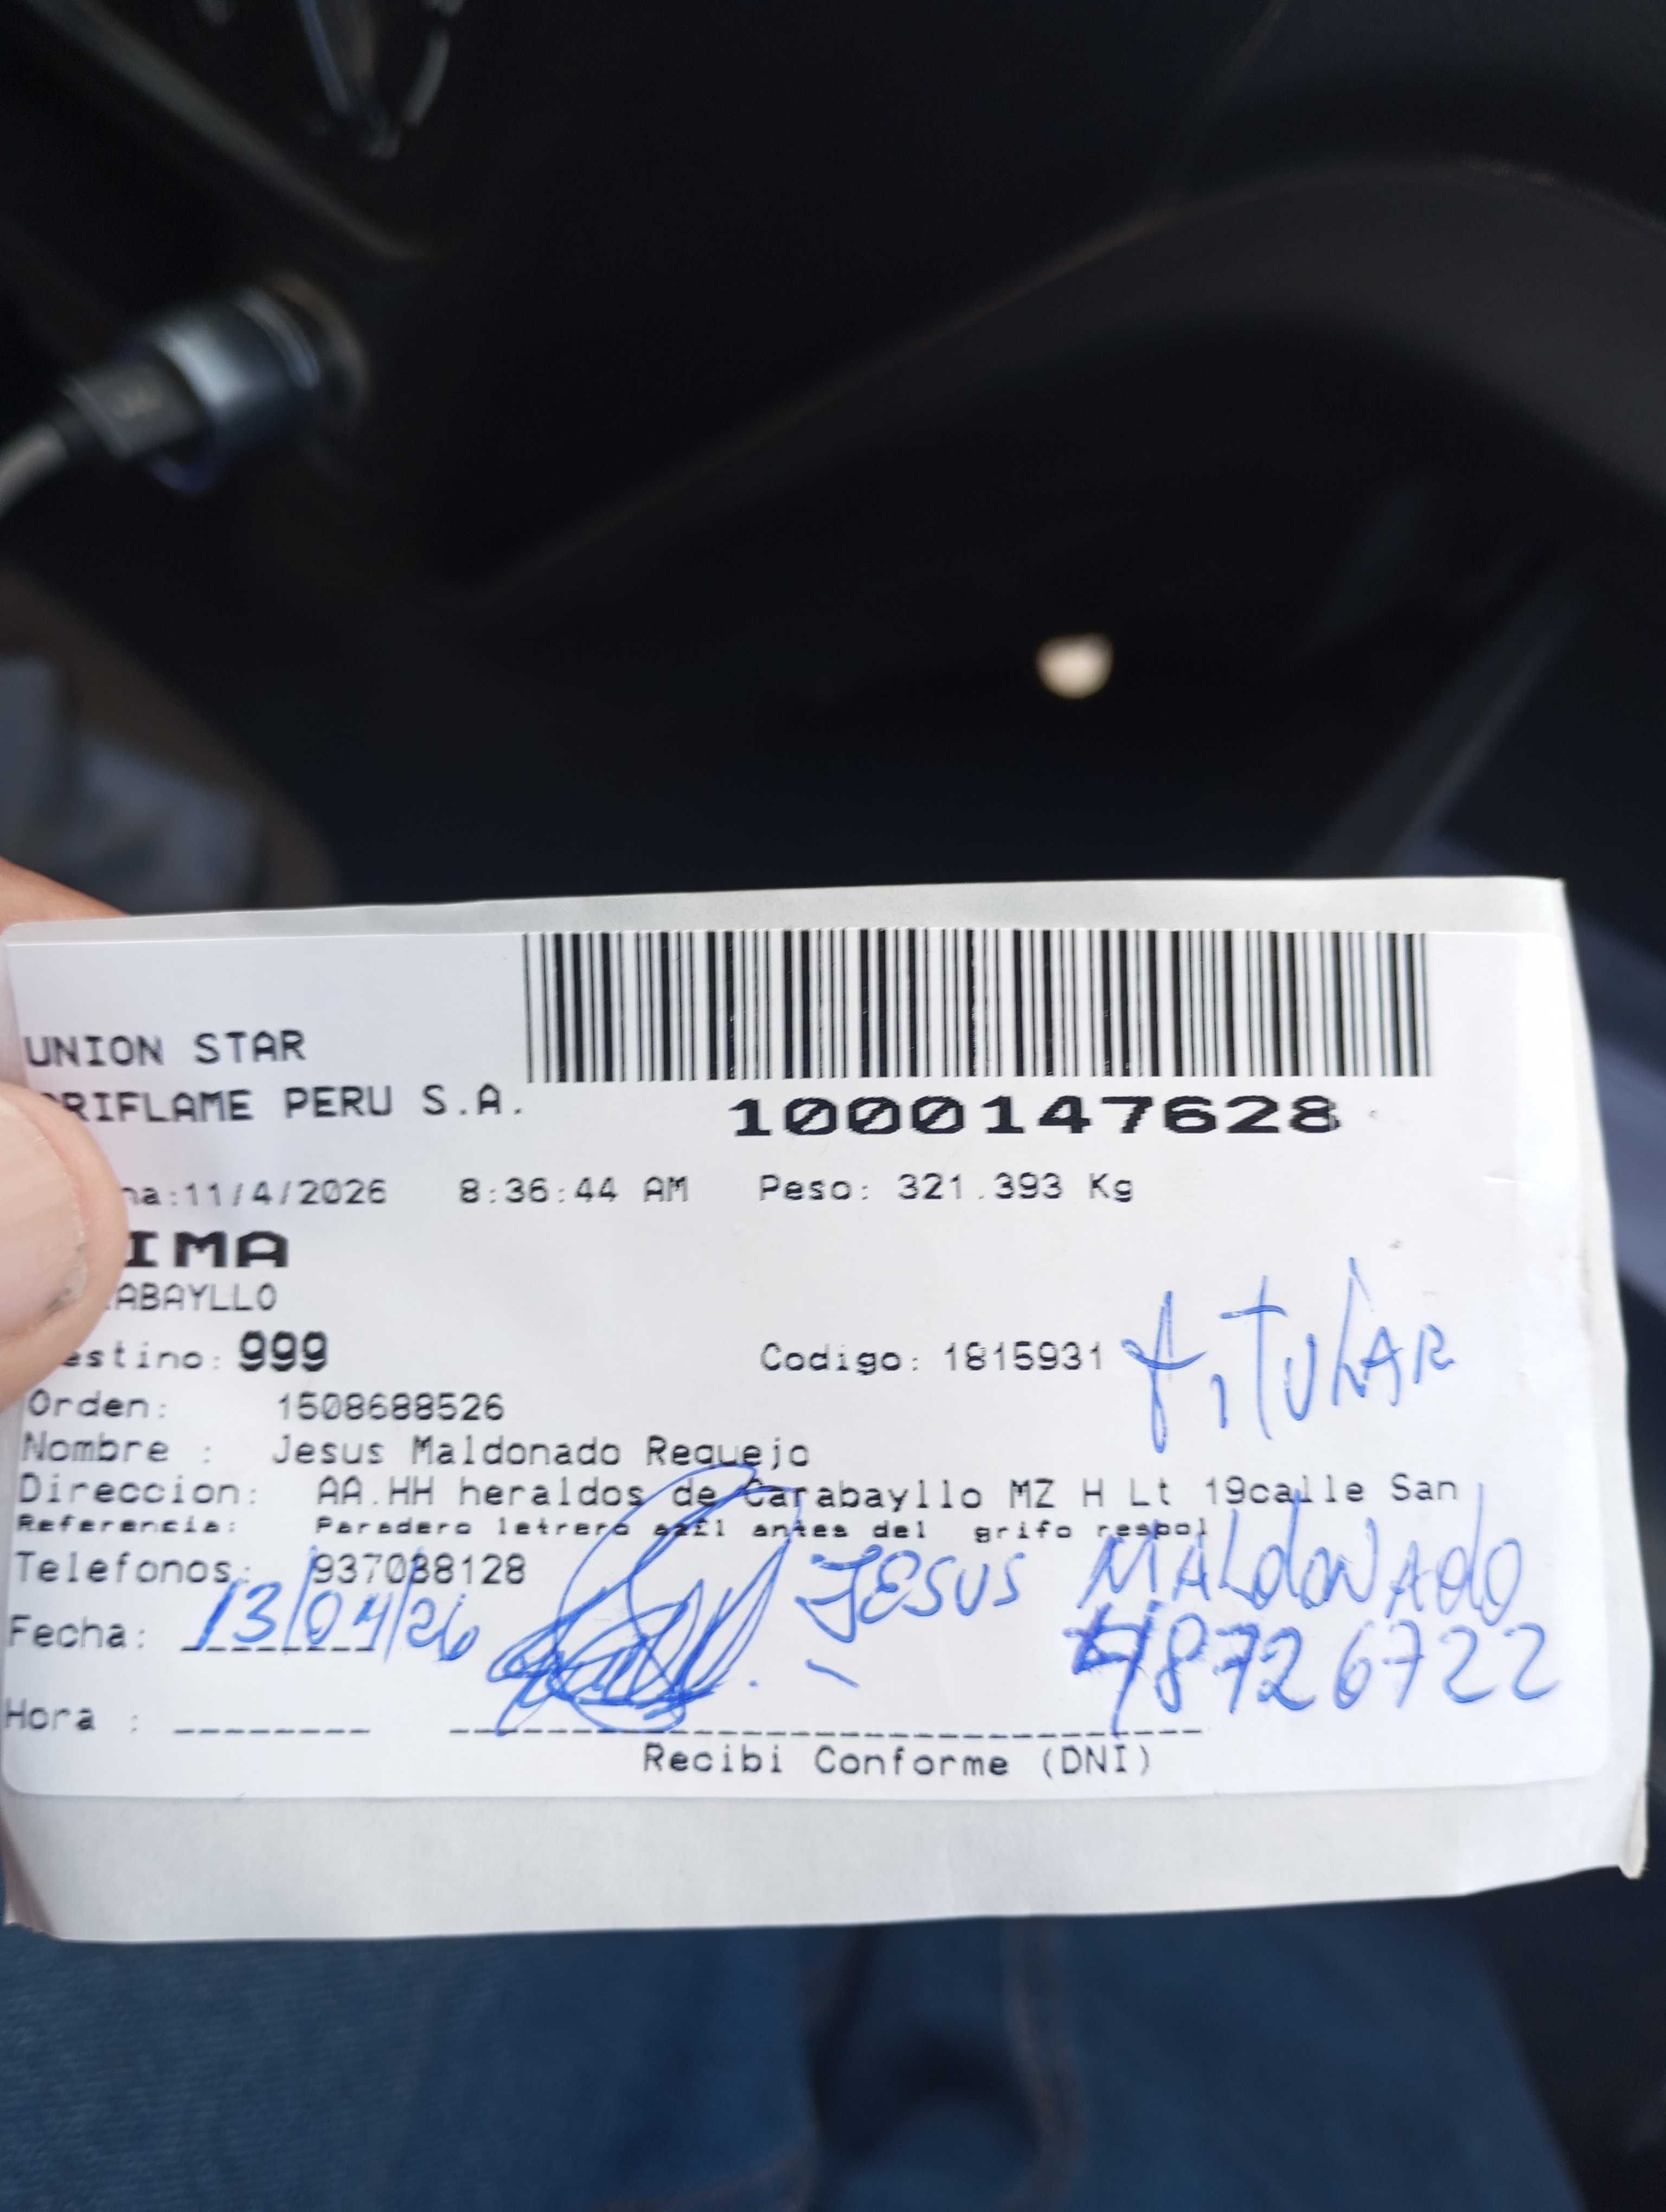 UNION STAR
ORIFLAME PERU S.A.
1000147628
ha:11/4/2026 8:36:44 AM Peso: 321.393 Kg
IMA
ABAYLLO
estino: 999 Codigo: 1815931 TITULAR
Orden: 1508688526
Nombre : Jesus Maldonado Requejo
Direccion: AA.HH heraldos de Carabayllo MZ H Lt 19calle San
Referencia: Paradero letrero azul antes del grifo respol
Telefonos: 937038128
JESUS MALdONAdO
Fecha: 13/04/26 48726722
Hora :
Recibi Conforme (DNI)